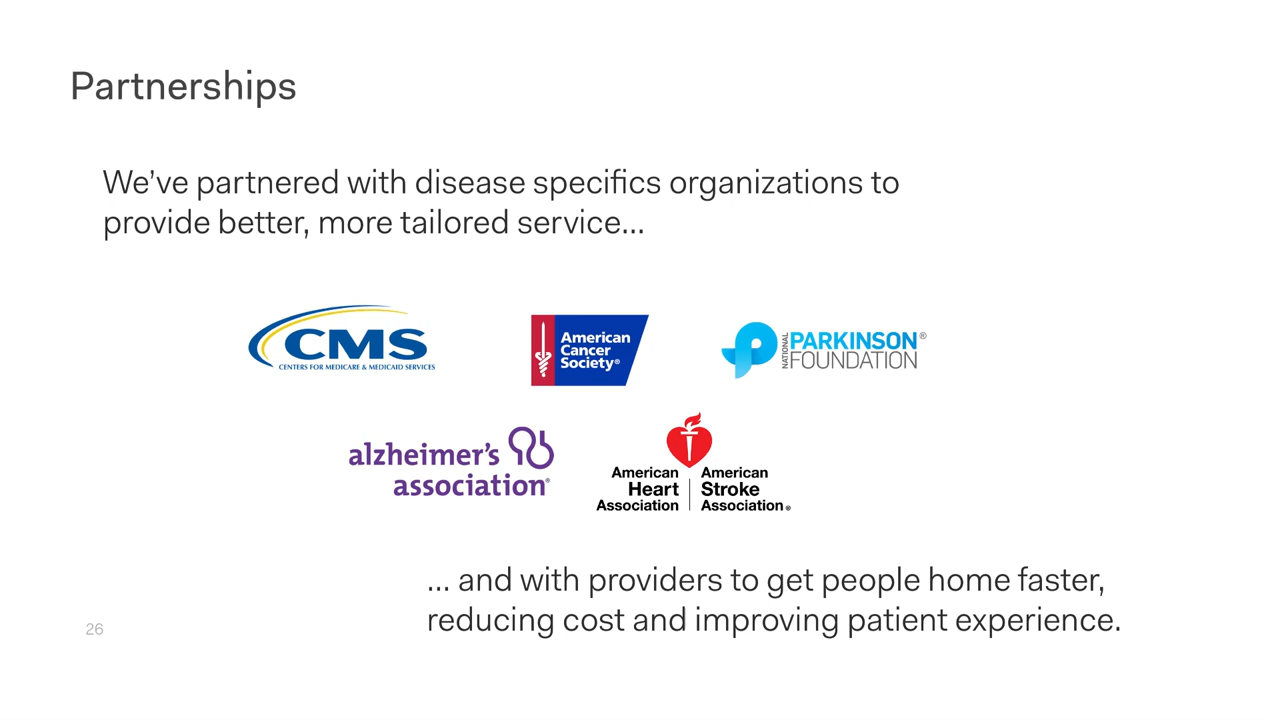 Partnerships
We've partnered with disease specifics organizations to
provide better, more tailored service...
CMS
CENTERS FOR MEDICARE & MEDICAID SERVICES
American
Cancer
Society®
NATIONAL
PARKINSON®
FOUNDATION
alzheimer's
association®
American
Heart
Association
American
Stroke
Association®
... and with providers to get people home faster,
reducing cost and improving patient experience.
26